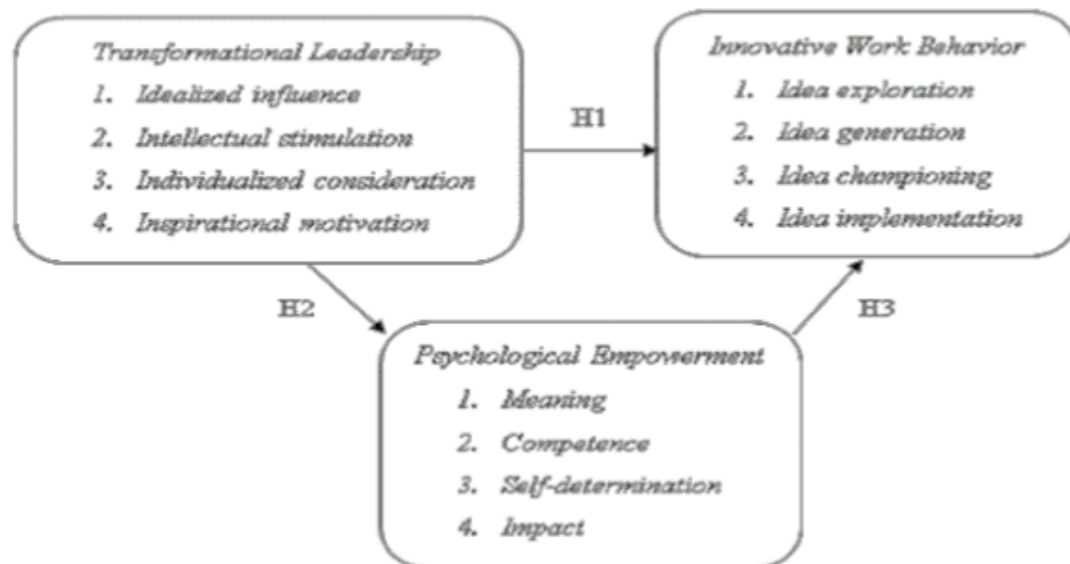 Transformational Leadership
1. Idealized influence
2. Intellectual stimulation
3. Individualized consideration
4. Inspirational motivation
H1
Innovative Work Behavior
1. Idea exploration
2. Idea generation
3. Idea championing
4. Idea implementation
H2
H3
Psychological Empowerment
1. Meaning
2. Competence
3. Self-determination
4. Impact